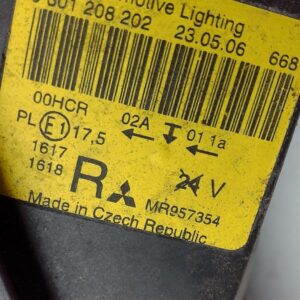 motive Lighting
301 208 202 23.05.06 668
00HCR 02A 01 1a
PL E1 17,5
1617
1618 R 24 V
MR957354
Made in Czech Republic